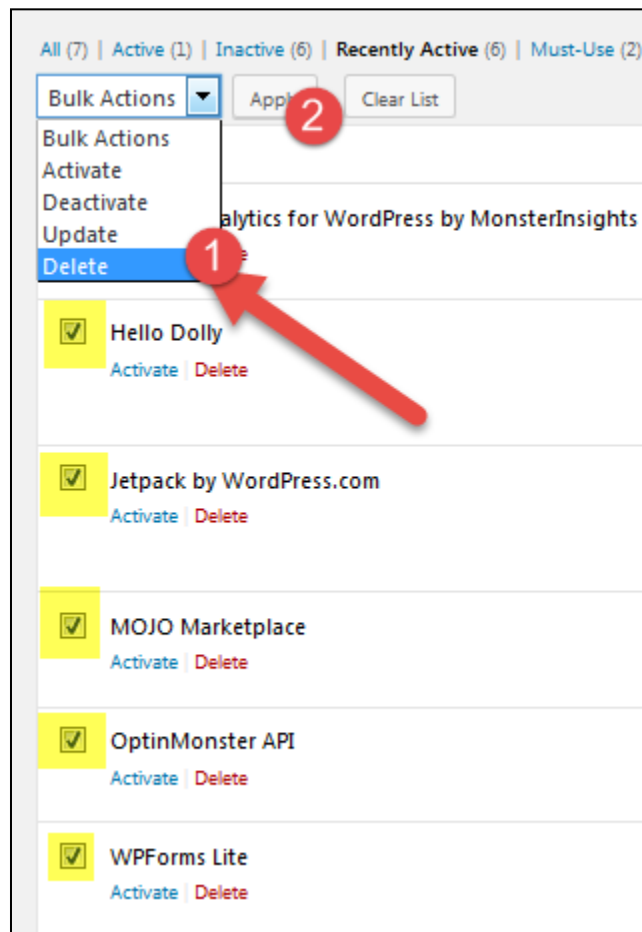 All (7) | Active (1) | Inactive (6) | Recently Active (6) | Must-Use (2)
Bulk Actions 2 Clear List
Bulk Actions
Activate
Deactivate
alytics for WordPress by MonsterInsights
Update
Delete 1
Hello Dolly
Activate | Delete
Jetpack by WordPress.com
Activate | Delete
MOJO Marketplace
Activate | Delete
OptinMonster API
Activate | Delete
WPForms Lite
Activate | Delete